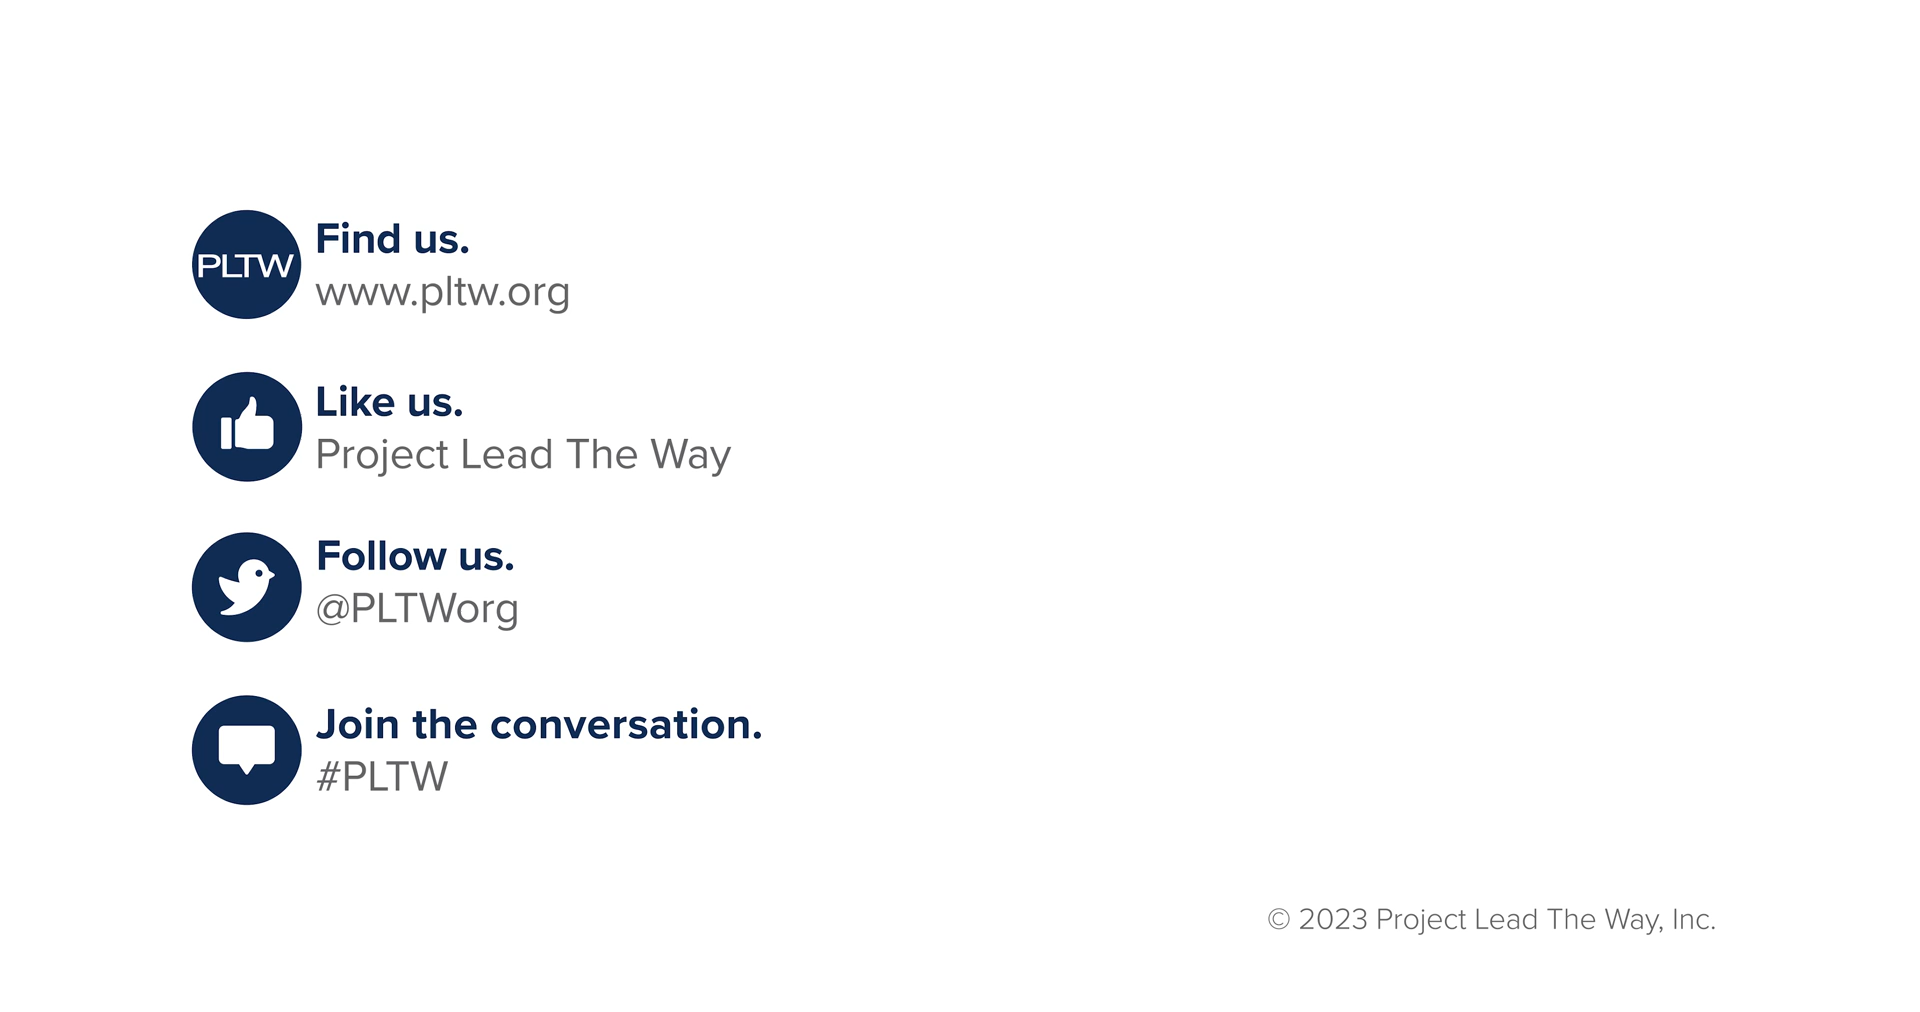 PLTW
Find us.
www.pltw.org
Like us.
Project Lead The Way
Follow us.
@PLTWorg
Join the conversation.
#PLTW
© 2023 Project Lead The Way, Inc.